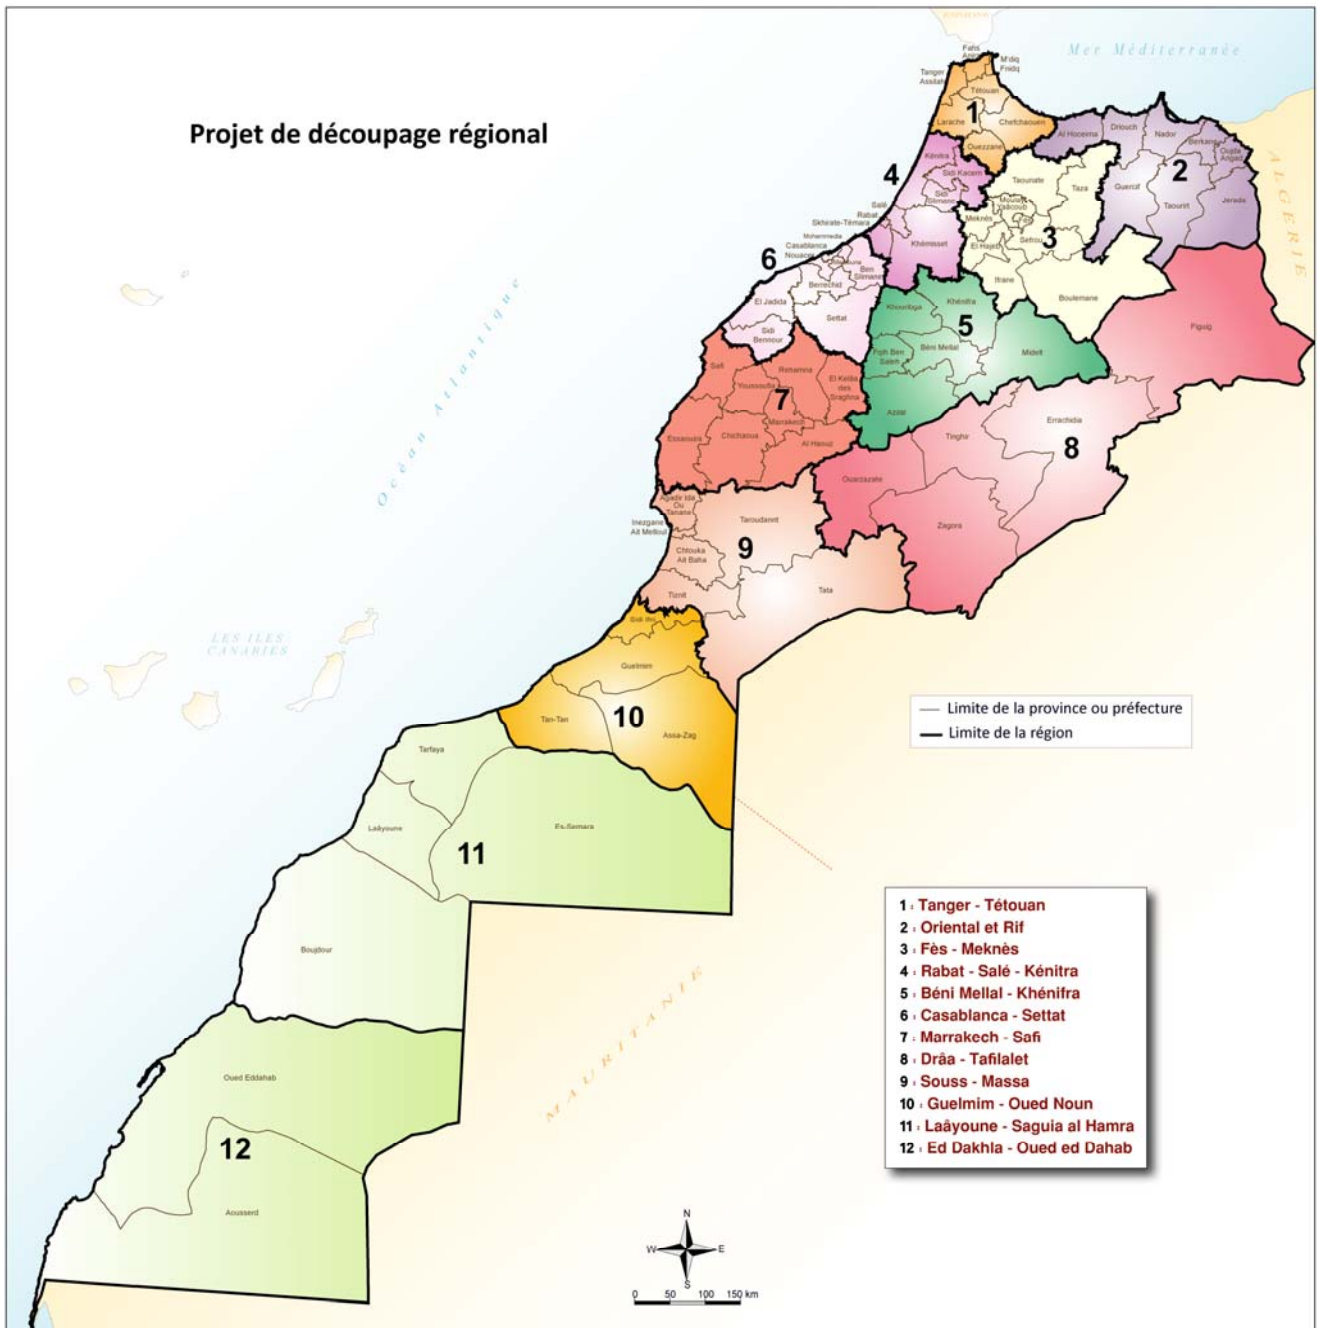 Projet de découpage régional
Mer Méditerranée
ALGERIE
Océan Atlantique
LES ILES
CANARIES
MAURITANIE
Fahs
M'diq
Fnidq
Tanger
Assilah
Tétouan
1
Larache
Chefchaouen
Ouezzane
Al Hoceima
Driouch
Nador
Berkane
Oujda
Angad
2
Guercif
Taourirt
Jerada
4
Kénitra
Sidi Kacem
Sidi
Slimane
Salé
Rabat
Skhirate-Témara
Khémisset
Taounate
Taza
Moulay
Yaâcoub
Fès
Meknès
3
El Hajeb
Sefrou
Ifrane
Boulemane
6
Mohammedia
Casablanca
Nouacer
Ben
Slimane
Berrechid
El Jadida
Settat
Sidi
Bennour
Khouribga
Khénifra
5
Fqih Ben
Saleh
Béni Mellal
Midelt
Azilal
Figuig
Safi
Rehamna
Youssoufia
El Kelâa
des
Sraghna
7
Marrakech
Essaouira
Chichaoua
Al Haouz
Errachidia
Tinghir
8
Ouarzazate
Zagora
Agadir Ida
Ou
Tanane
Inezgane
Ait Melloul
Taroudannt
9
Chtouka
Ait Baha
Tiznit
Tata
Sidi Ifni
Guelmim
Tan-Tan
10
Assa-Zag
Tarfaya
Laâyoune
Es-Semara
11
Boujdour
Oued Eddahab
12
Aousserd
Limite de la province ou préfecture
Limite de la région
1 : Tanger - Tétouan
2 : Oriental et Rif
3 : Fès - Meknès
4 : Rabat - Salé - Kénitra
5 : Béni Mellal - Khénifra
6 : Casablanca - Settat
7 : Marrakech - Safi
8 : Drâa - Tafilalet
9 : Souss - Massa
10 : Guelmim - Oued Noun
11 : Laâyoune - Saguia al Hamra
12 : Ed Dakhla - Oued ed Dahab
N
W
E
S
0 50 100 150 km